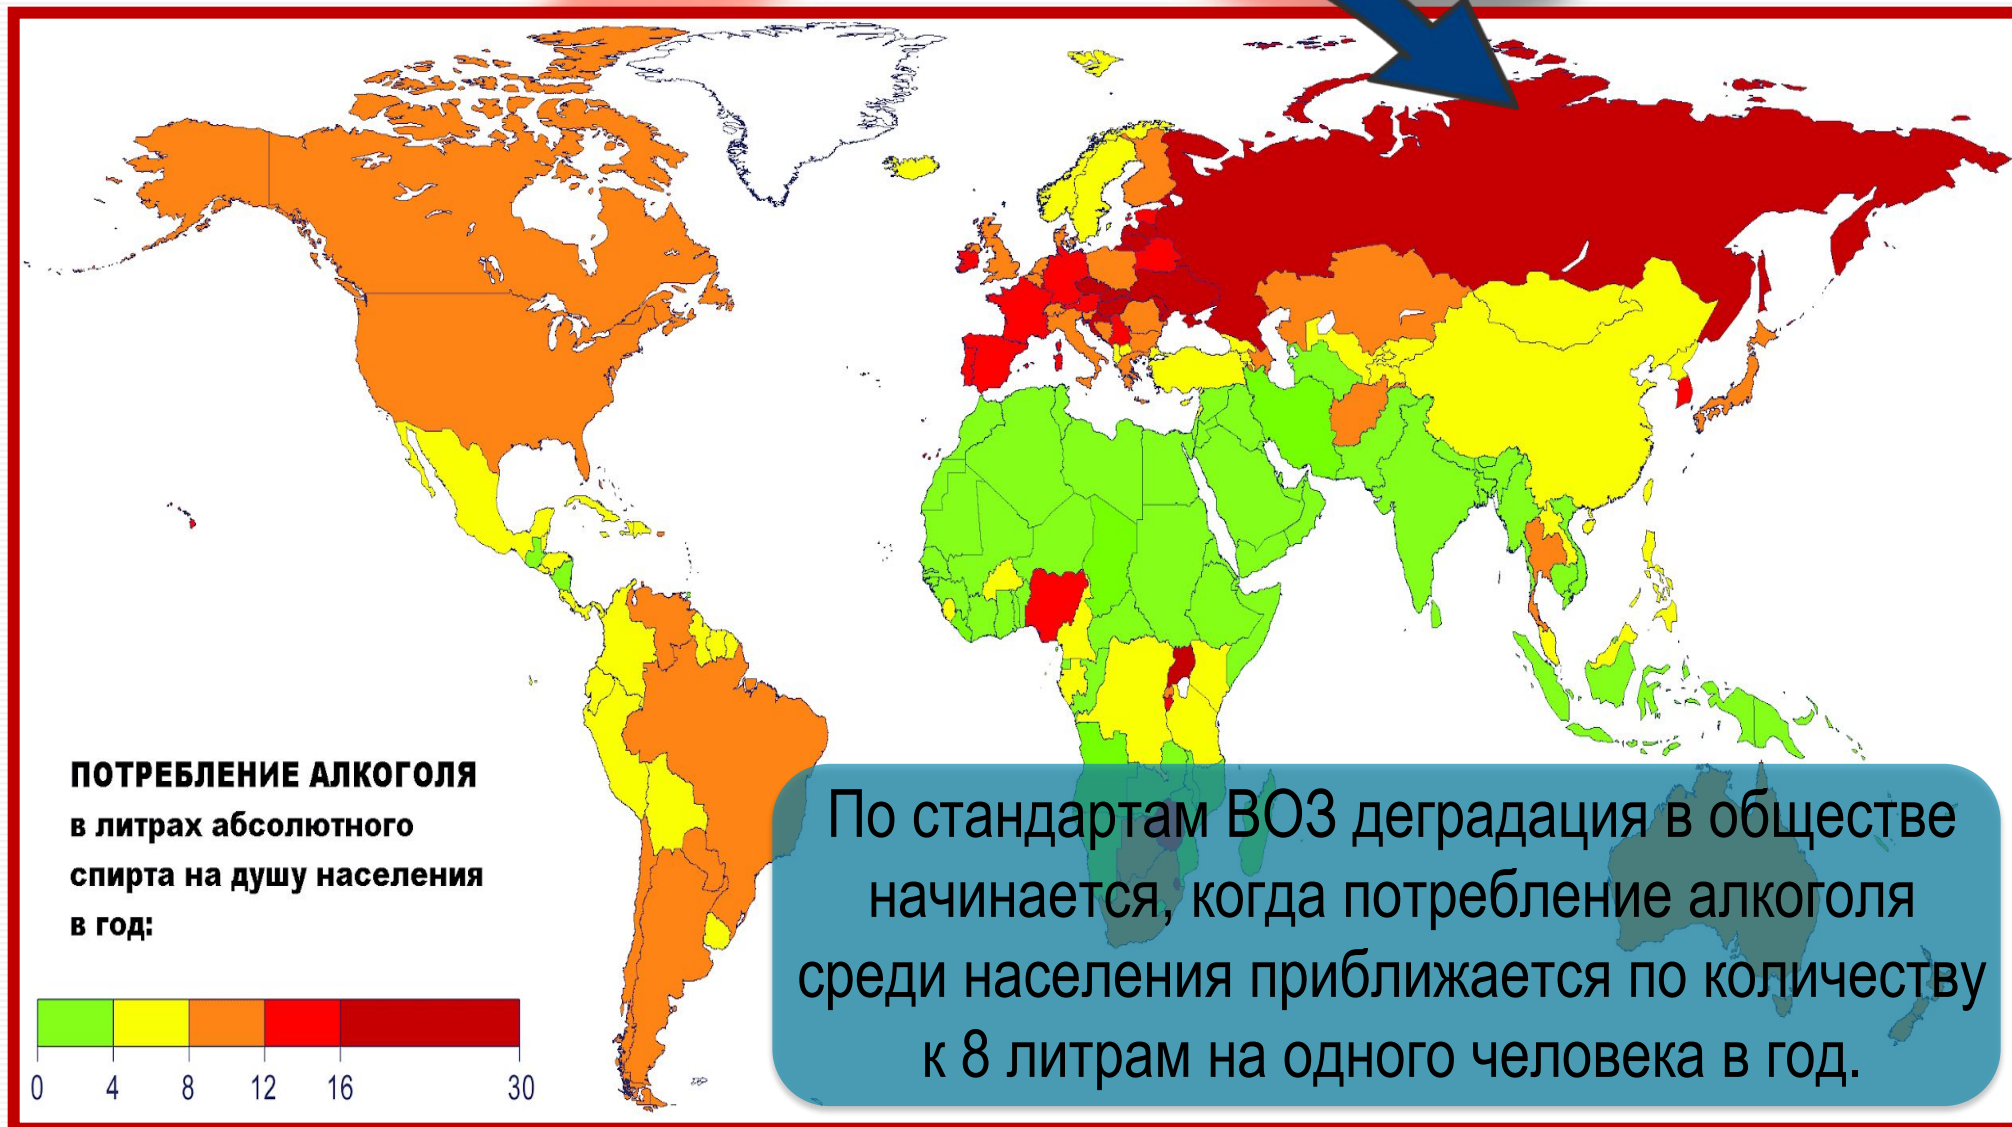 ПОТРЕБЛЕНИЕ АЛКОГОЛЯ
в литрах абсолютного
спирта на душу населения
в год:
0 4 8 12 16 30
По стандартам ВОЗ деградация в обществе
начинается, когда потребление алкоголя
среди населения приближается по количеству
к 8 литрам на одного человека в год.